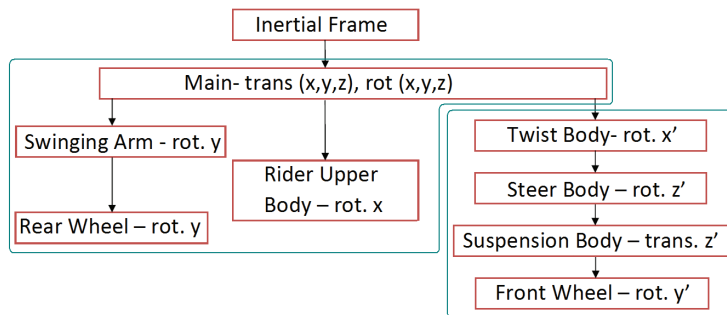 Inertial Frame
Main- trans (x,y,z), rot (x,y,z)
Swinging Arm - rot. y
Rider Upper
Body – rot. x
Rear Wheel – rot. y
Twist Body- rot. x’
Steer Body – rot. z’
Suspension Body – trans. z’
Front Wheel – rot. y’